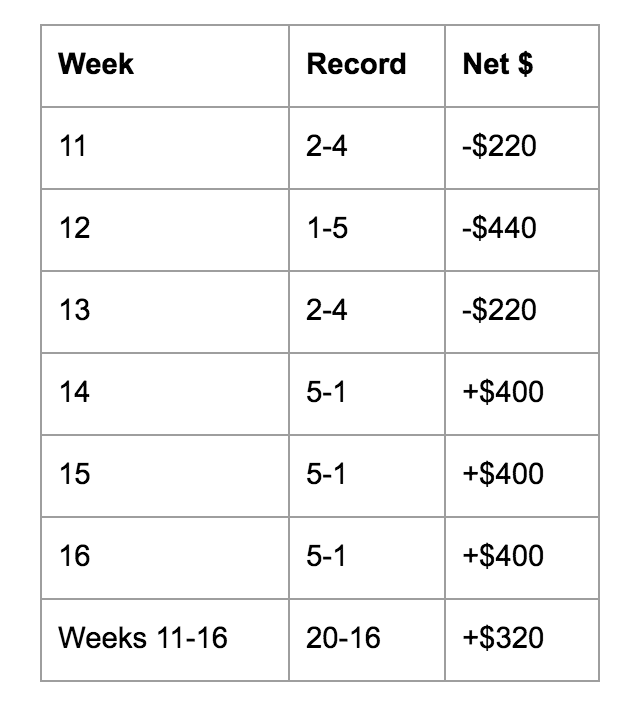 Week Record Net $
11 2-4 -$220
12 1-5 -$440
13 2-4 -$220
14 5-1 +$400
15 5-1 +$400
16 5-1 +$400
Weeks 11-16 20-16 +$320